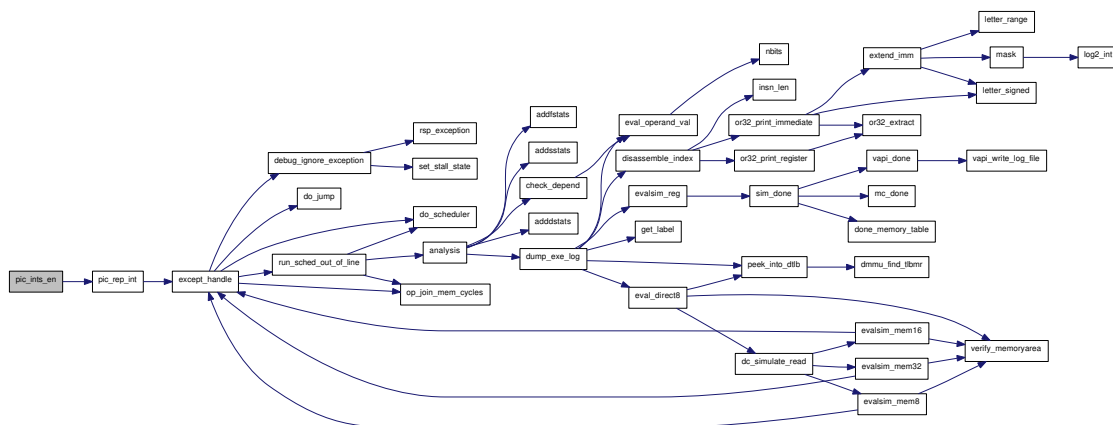 letter_range
nbits
extend_imm
mask
log2_int
insn_len
letter_signed
addfstats
eval_operand_val
or32_print_immediate
or32_extract
rsp_exception
addsstats
disassemble_index
or32_print_register
vapi_done
vapi_write_log_file
debug_ignore_exception
set_stall_state
check_depend
evalsim_reg
sim_done
mc_done
do_jump
do_scheduler
adddstats
get_label
done_memory_table
analysis
dump_exe_log
run_sched_out_of_line
peek_into_dtlb
dmmu_find_tlbmr
pic_ints_en
pic_rep_int
except_handle
op_join_mem_cycles
eval_direct8
evalsim_mem16
verify_memoryarea
dc_simulate_read
evalsim_mem32
evalsim_mem8